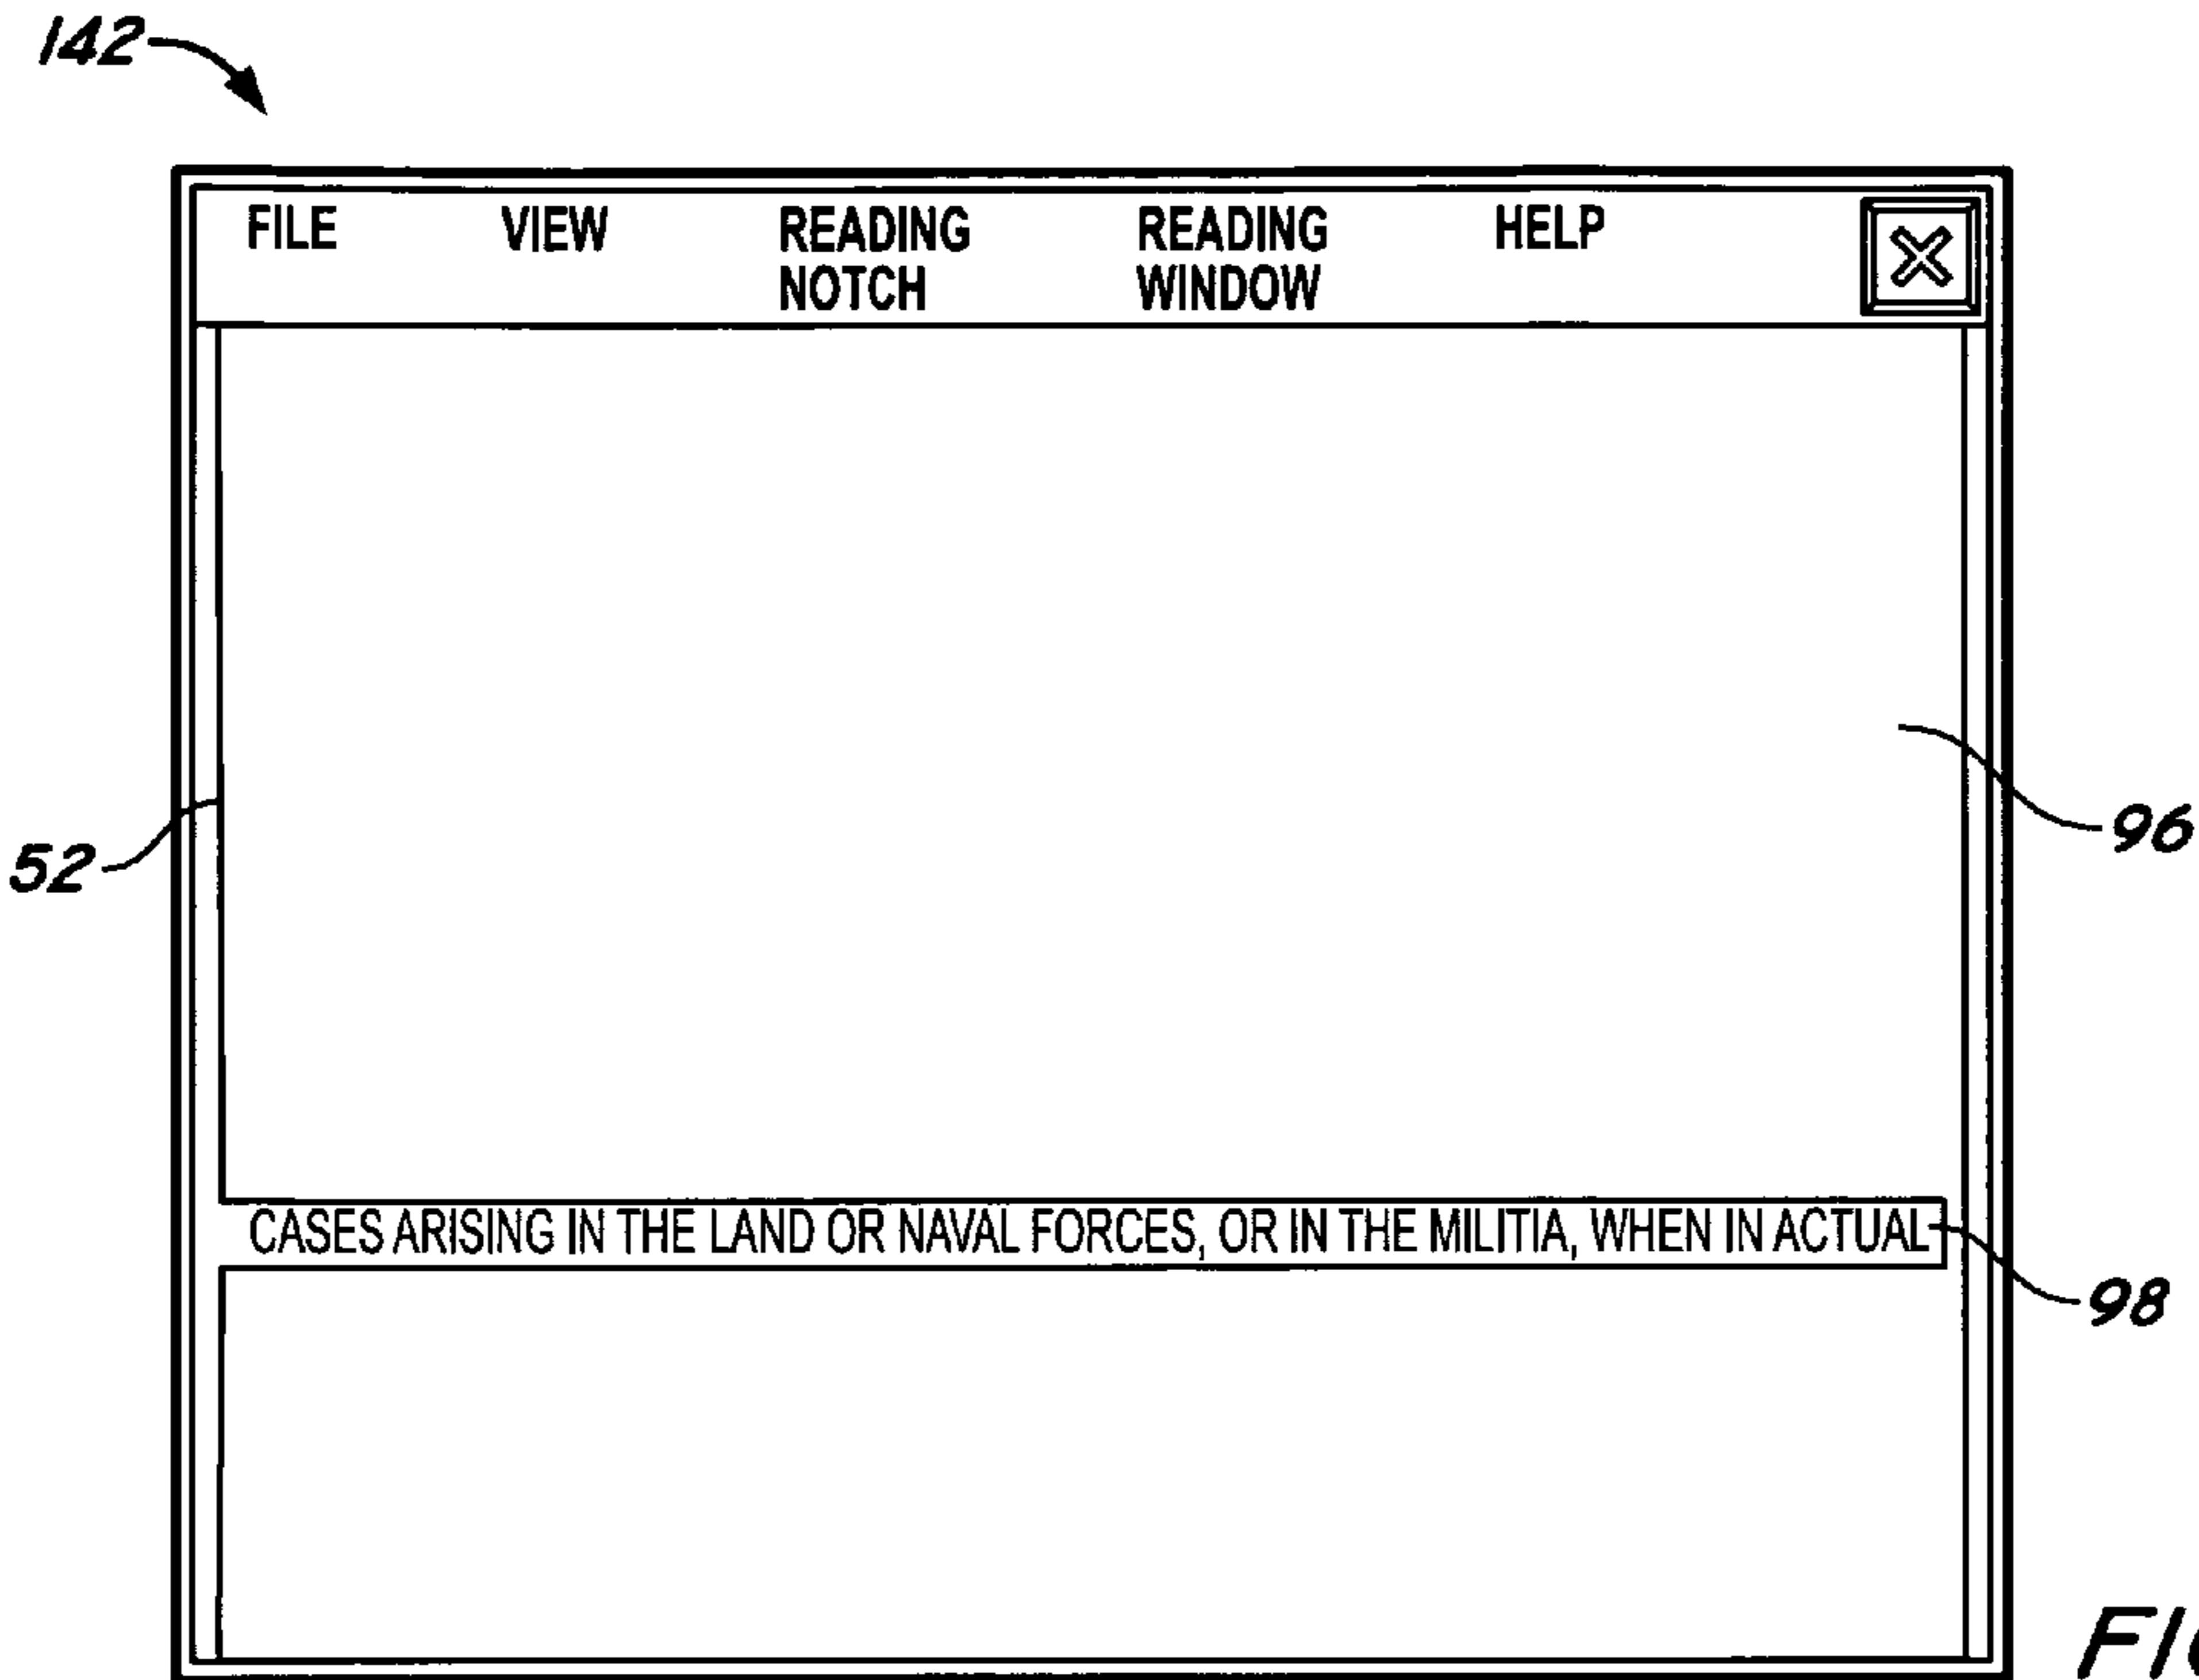 142
FILE VIEW READING NOTCH READING WINDOW HELP
96
52
CASES ARISING IN THE LAND OR NAVAL FORCES, OR IN THE MILITIA, WHEN IN ACTUAL
98